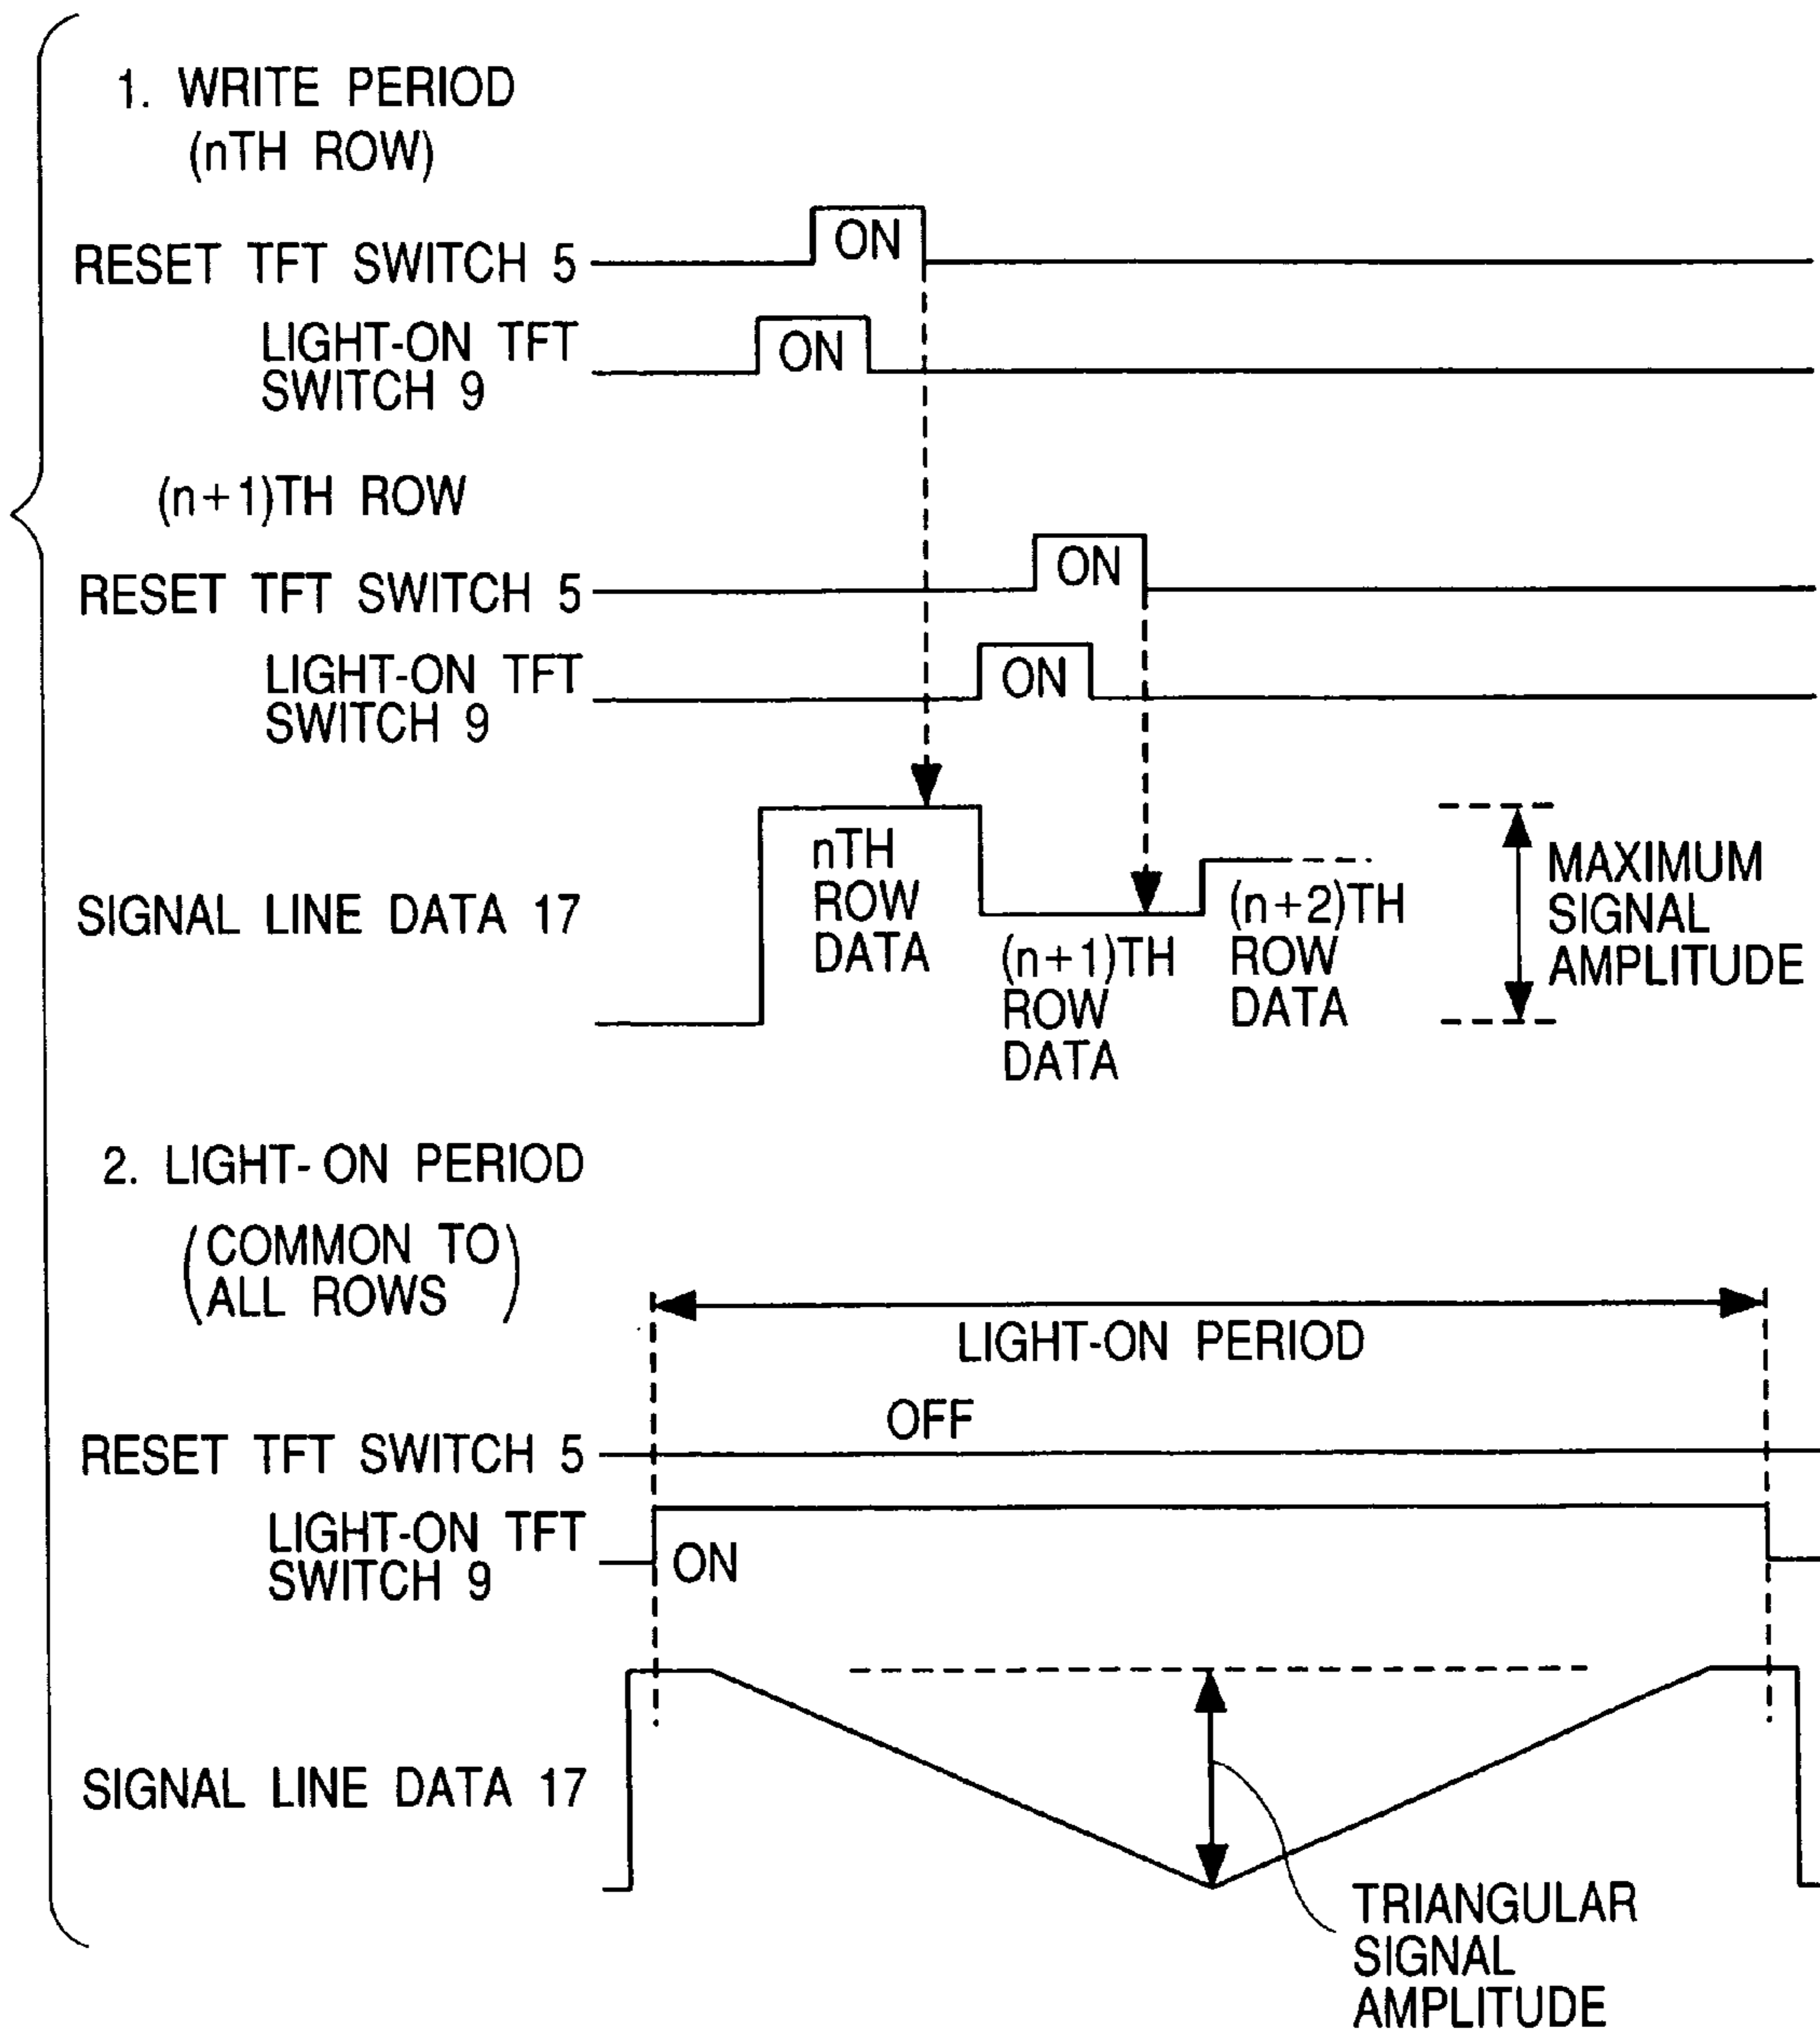 1. WRITE PERIOD
(nTH ROW)
RESET TFT SWITCH 5
ON
LIGHT-ON TFT
SWITCH 9
ON
(n+1)TH ROW
RESET TFT SWITCH 5
ON
LIGHT-ON TFT
SWITCH 9
ON
SIGNAL LINE DATA 17
nTH
ROW
DATA
(n+1)TH
ROW
DATA
(n+2)TH
ROW
DATA
MAXIMUM
SIGNAL
AMPLITUDE
2. LIGHT-ON PERIOD
(COMMON TO
ALL ROWS)
LIGHT-ON PERIOD
RESET TFT SWITCH 5
OFF
LIGHT-ON TFT
SWITCH 9
ON
SIGNAL LINE DATA 17
TRIANGULAR
SIGNAL
AMPLITUDE